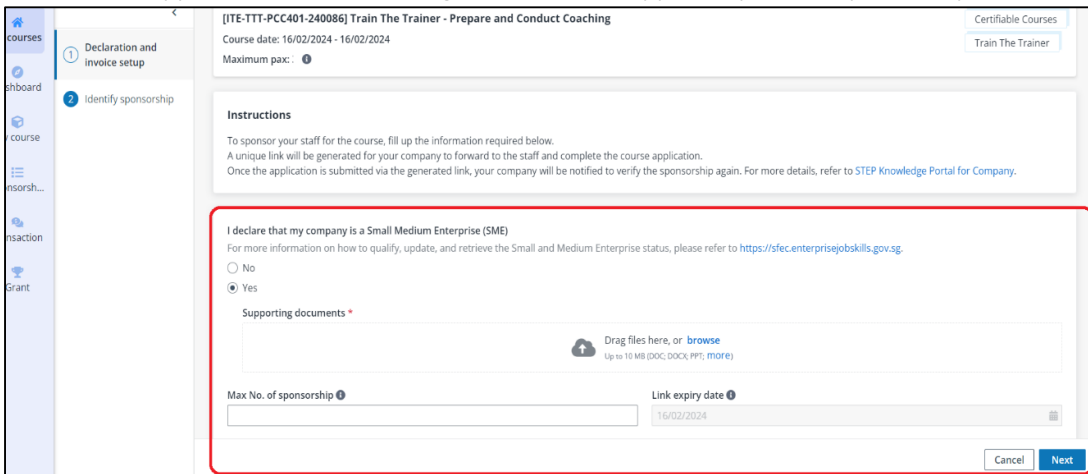 [ITE-TTT-PCC401-240086] Train The Trainer - Prepare and Conduct Coaching
Course date: 16/02/2024 - 16/02/2024
Maximum pax:
Certifiable Courses
Train The Trainer
courses
shboard
course
onsorsh...
nsaction
Grant
1 Declaration and
invoice setup
2 Identify sponsorship
Instructions
To sponsor your staff for the course, fill up the information required below.
A unique link will be generated for your company to forward to the staff and complete the course application.
Once the application is submitted via the generated link, your company will be notified to verify the sponsorship again. For more details, refer to STEP Knowledge Portal for Company.
I declare that my company is a Small Medium Enterprise (SME)
For more information on how to qualify, update, and retrieve the Small and Medium Enterprise status, please refer to https://sfec.enterprisejobskills.gov.sg.
No
Yes
Supporting documents *
Drag files here, or browse
Up to 10 MB (DOC; DOCX; PPT; more)
Max No. of sponsorship
Link expiry date
16/02/2024
Cancel
Next